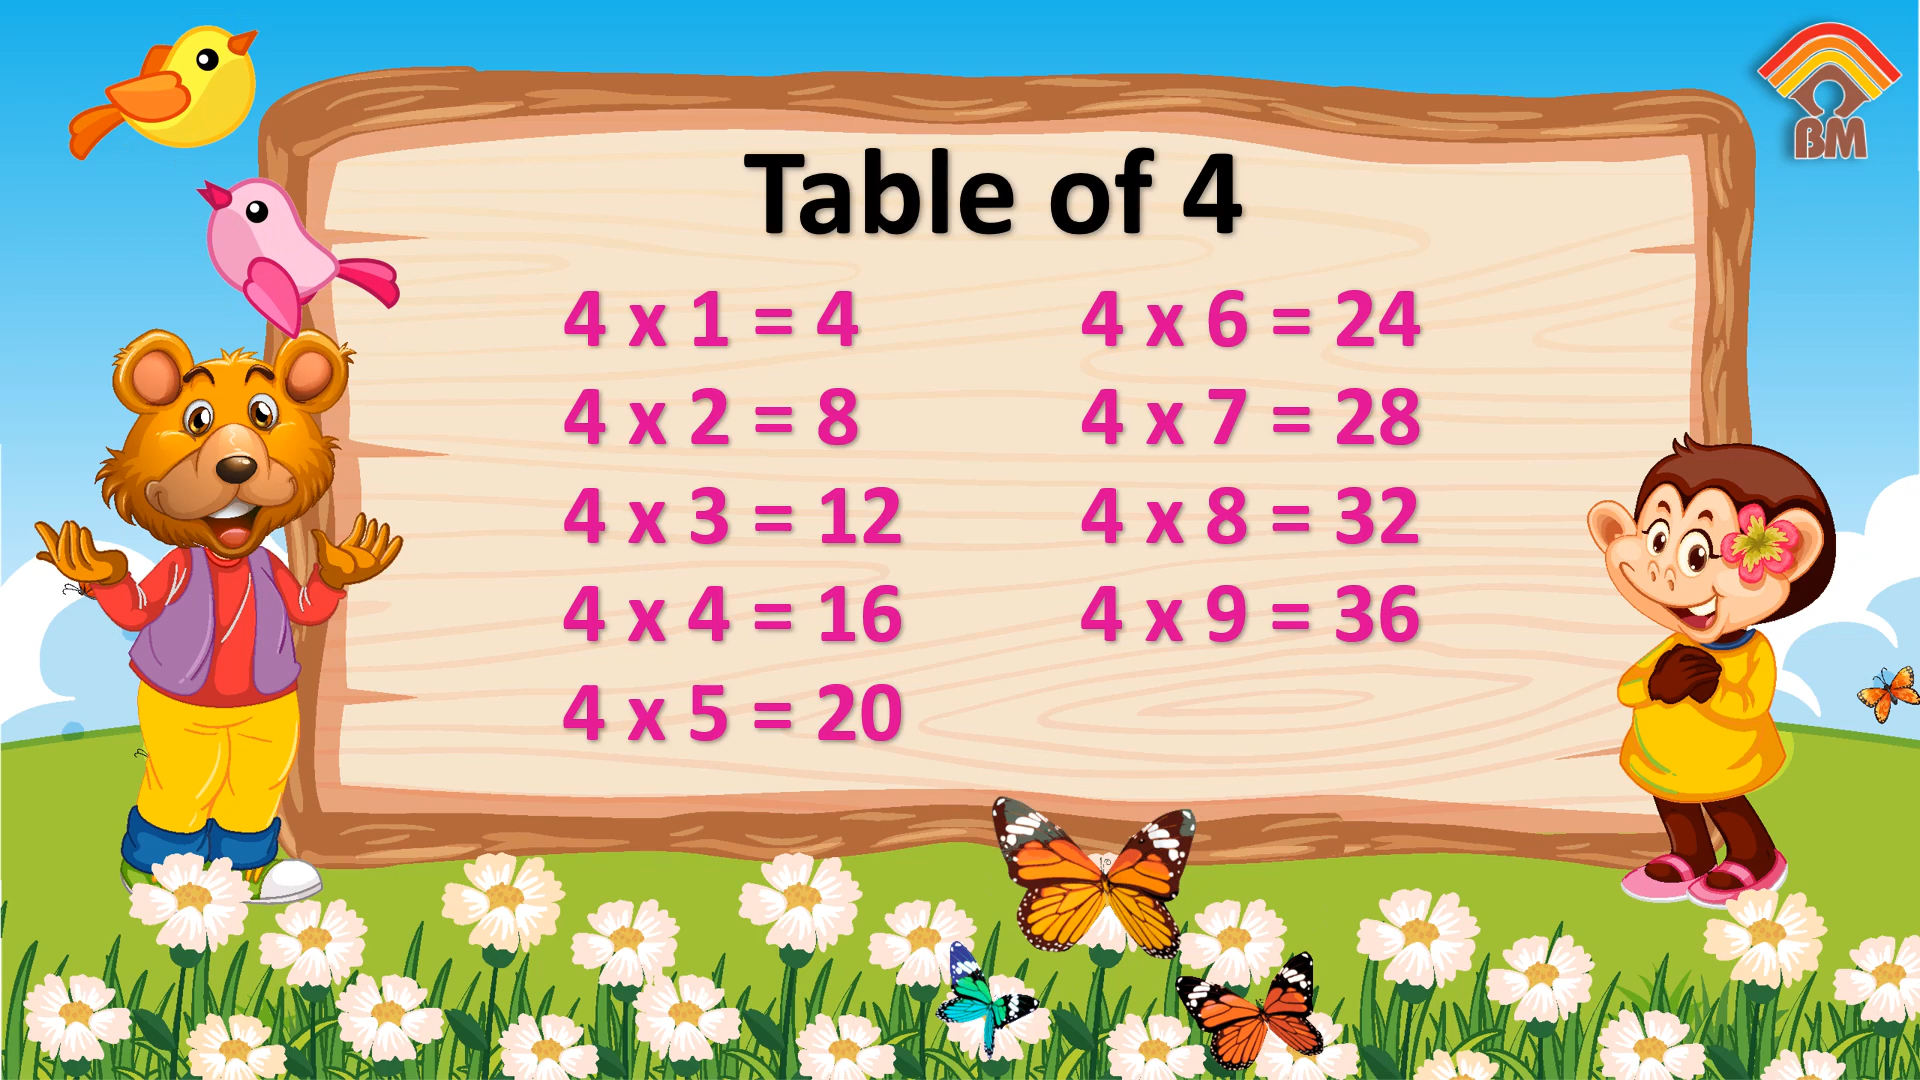 BM
Table of 4
4 x 1 = 4
4 x 2 = 8
4 x 3 = 12
4 x 4 = 16
4 x 5 = 20
4 x 6 = 24
4 x 7 = 28
4 x 8 = 32
4 x 9 = 36